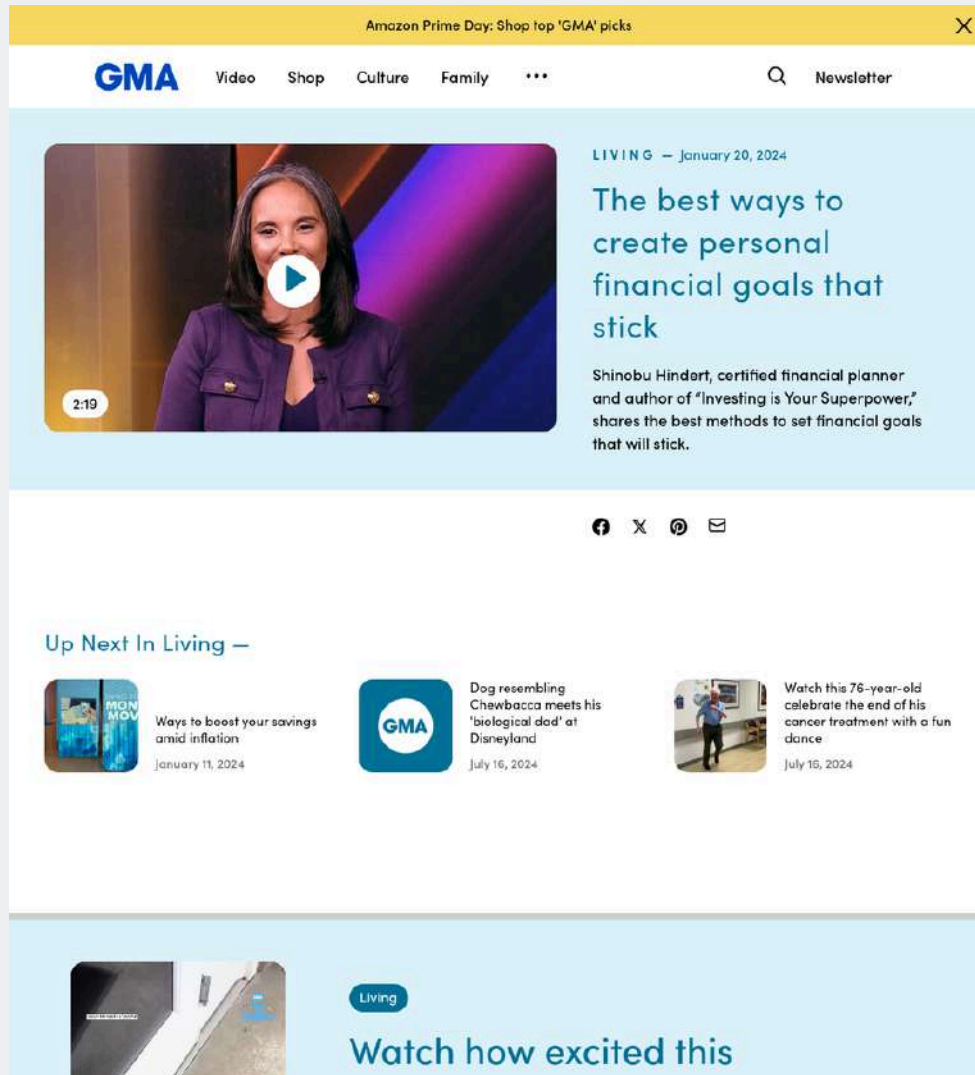 Amazon Prime Day: Shop top 'GMA' picks
GMA
Video
Shop
Culture
Family
Newsletter
LIVING — January 20, 2024
The best ways to
create personal
financial goals that
stick
Shinobu Hindert, certified financial planner
and author of "Investing is Your Superpower,"
shares the best methods to set financial goals
that will stick.
2:19
Up Next In Living —
MON
MOV
Ways to boost your savings
amid inflation
January 11, 2024
GMA
Dog resembling
Chewbacca meets his
'biological dad' at
Disneyland
July 16, 2024
Watch this 76-year-old
celebrate the end of his
cancer treatment with a fun
dance
July 16, 2024
Living
Watch how excited this